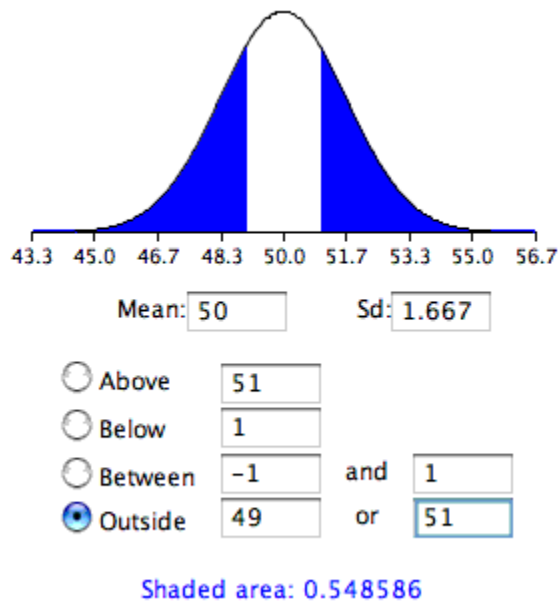 43.3 45.0 46.7 48.3 50.0 51.7 53.3 55.0 56.7
Mean: 50 Sd: 1.667
Above 51
Below 1
Between -1 and 1
Outside 49 or 51
Shaded area: 0.548586